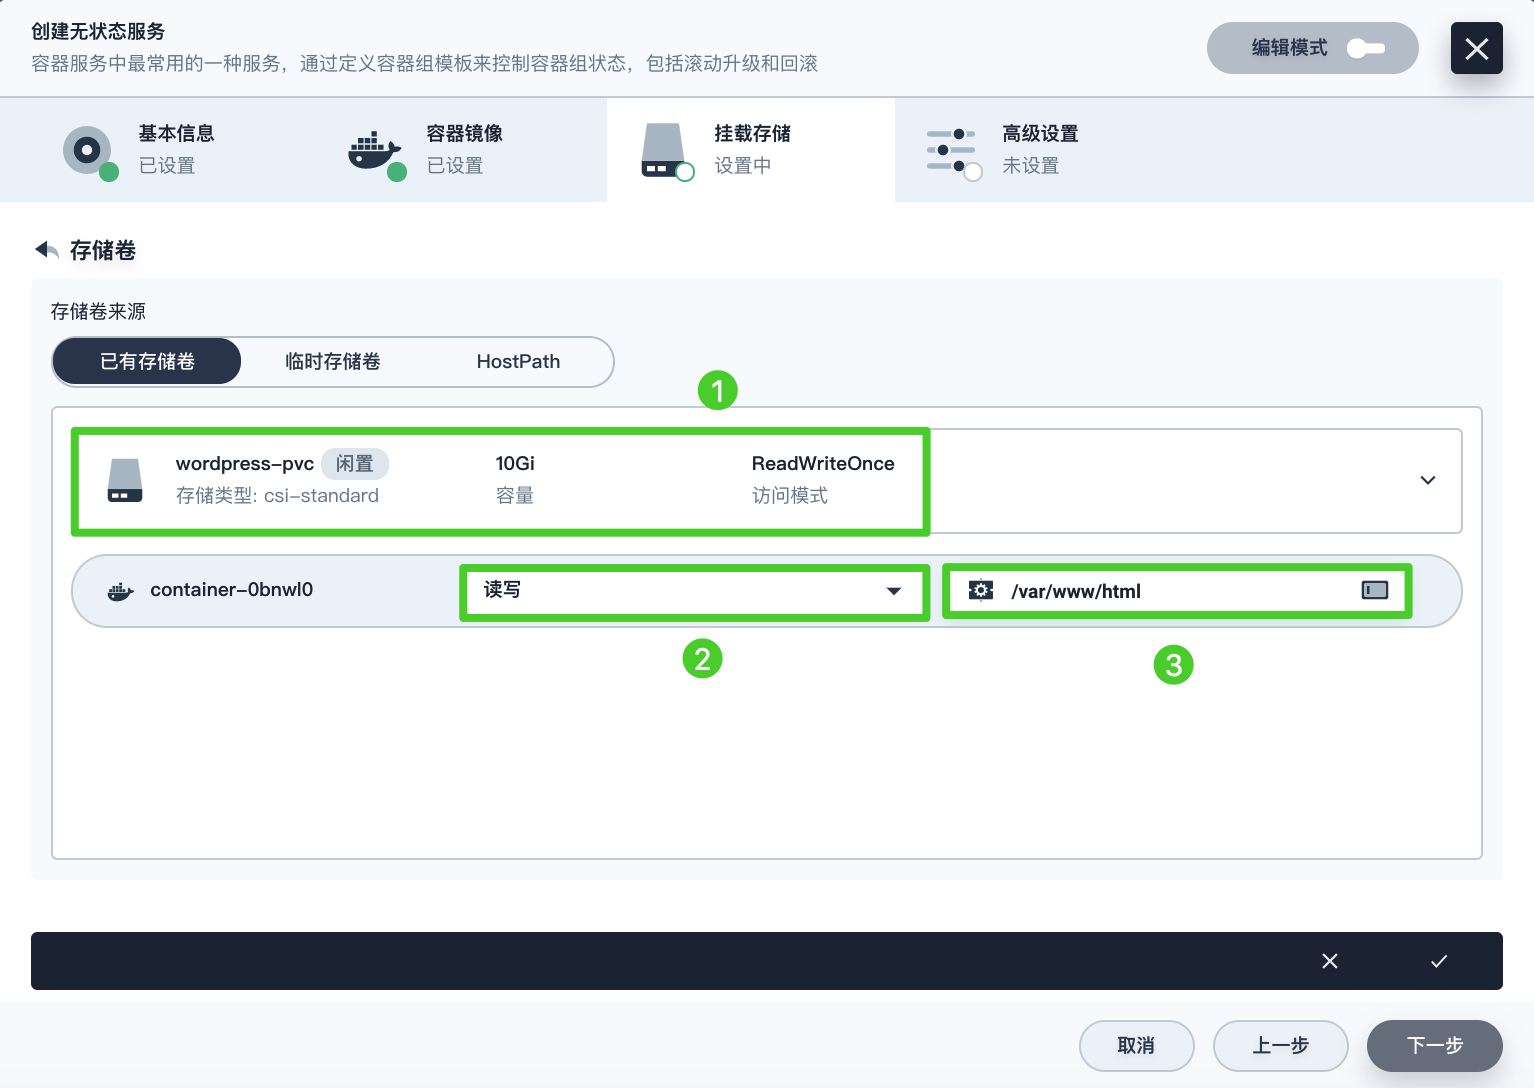 创建无状态服务
容器服务中最常用的一种服务，通过定义容器组模板来控制容器组状态，包括滚动升级和回滚
编辑模式
基本信息
已设置
容器镜像
已设置
挂载存储
设置中
高级设置
未设置
存储卷
存储卷来源
已有存储卷 临时存储卷 HostPath
1
wordpress-pvc 闲置 10Gi ReadWriteOnce
存储类型: csi-standard 容量 访问模式
container-0bnwl0 读写 /var/www/html
2 3
取消 上一步 下一步